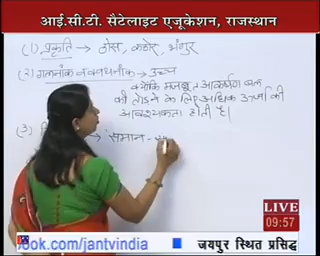 आई.सी.टी. सैटेलाइट एजूकेशन, राजस्थान
(1) प्रकृति → ठोस, कठोर, भंगुर
(2) गलनांक व क्वथनांक → उच्च
क्योंकि मजबूत आकर्षण बल
को तोडने के लिए अधिक ऊर्जा की
आवश्यकता होती है।
(3)
→ समान -
LIVE
09:57
ook.com/jantvindia
जयपुर स्थित प्रसिद्